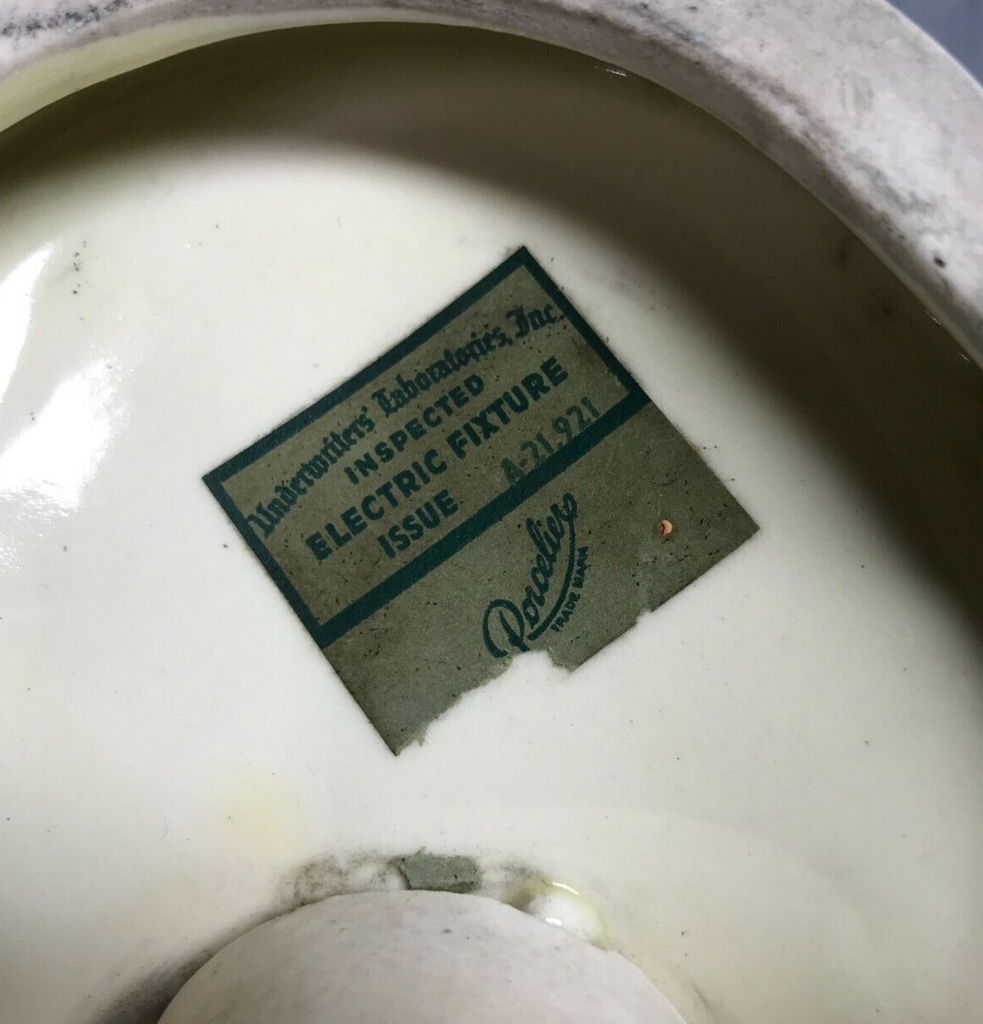 Underwriters' Laboratories, Inc.
INSPECTED
ELECTRIC FIXTURE
ISSUE A-21,921
Porcelier
TRADE MARK